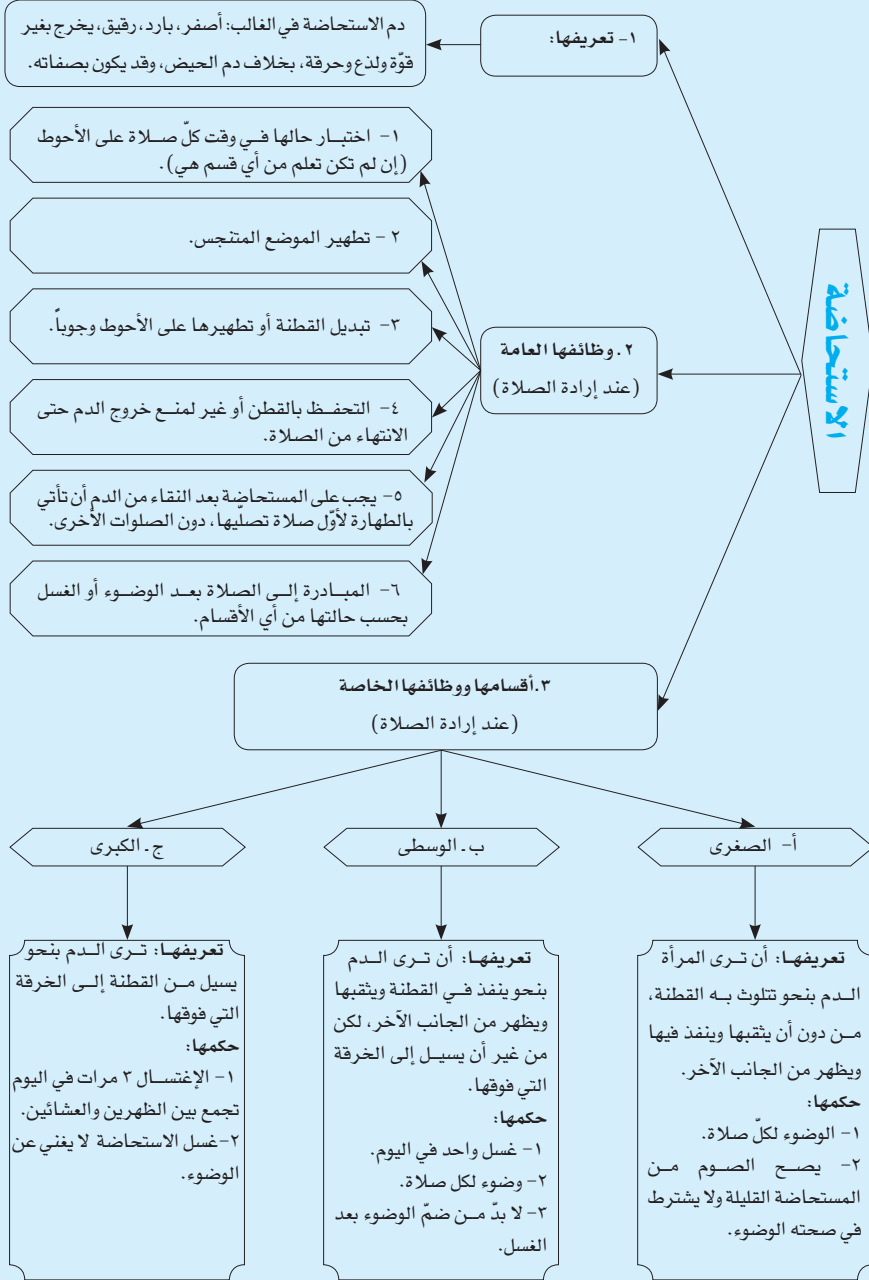 الاستحاضة
١- تعريفها:
دم الاستحاضة في الغالب: أصفر، بارد، رقيق، يخرج بغير
قوّة ولذع وحرقة، بخلاف دم الحيض، وقد يكون بصفاته.
٢. وظائفها العامة
(عند إرادة الصلاة)
١- اختبار حالها في وقت كلّ صلاة على الأحوط
(إن لم تكن تعلم من أي قسم هي).
٢- تطهير الموضع المتنجس.
٣- تبديل القطنة أو تطهيرها على الأحوط وجوباً.
٤- التحفظ بالقطن أو غير لمنع خروج الدم حتى
الانتهاء من الصلاة.
٥- يجب على المستحاضة بعد النقاء من الدم أن تأتي
بالطهارة لأوّل صلاة تصلّيها، دون الصلوات الأخرى.
٦- المبادرة إلى الصلاة بعد الوضوء أو الغسل
بحسب حالتها من أي الأقسام.
٣. أقسامها ووظائفها الخاصة
(عند إرادة الصلاة)
أ- الصغرى
تعريفها: أن ترى المرأة
الدم بنحو تتلوث به القطنة،
من دون أن يثقبها وينفذ فيها
ويظهر من الجانب الآخر.
حكمها:
١- الوضوء لكلّ صلاة.
٢- يصح الصوم من
المستحاضة القليلة ولا يشترط
في صحته الوضوء.
ب. الوسطى
تعريفها: أن ترى الدم
بنحو ينفذ في القطنة ويثقبها
ويظهر من الجانب الآخر، لكن
من غير أن يسيل إلى الخرقة
التي فوقها.
حكمها:
١- غسل واحد في اليوم.
٢- وضوء لكل صلاة.
٣- لا بدّ من ضمّ الوضوء بعد
الغسل.
ج. الكبرى
تعريفها: ترى الدم بنحو
يسيل من القطنة إلى الخرقة
التي فوقها.
حكمها:
١- الإغتسال ٣ مرات في اليوم
تجمع بين الظهرين والعشائين.
٢- غسل الاستحاضة لا يغني عن
الوضوء.